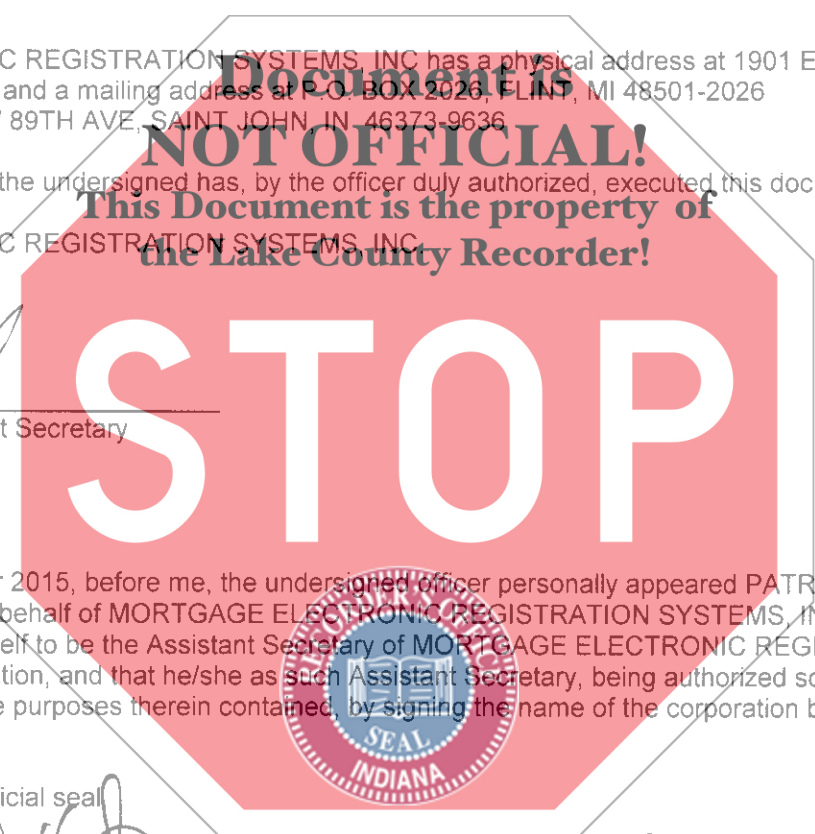 C REGISTRATION SYSTEMS, INC has a physical address at 1901 E
Document is
and a mailing address at P.O. BOX 2026, FLINT, MI 48501-2026
89TH AVE, SAINT JOHN, IN 46373-9636
NOT OFFICIAL!
the undersigned has, by the officer duly authorized, executed this doc
This Document is the property of
C REGISTRATION SYSTEMS, INC
the Lake County Recorder!
STOP
t Secretary
r 2015, before me, the undersigned officer personally appeared PATR
behalf of MORTGAGE ELECTRONIC REGISTRATION SYSTEMS, IN
elf to be the Assistant Secretary of MORTGAGE ELECTRONIC REGI
tion, and that he/she as such Assistant Secretary, being authorized so
e purposes therein contained, by signing the name of the corporation b
RECORDER'S OFFICE
SEAL
INDIANA
icial seal